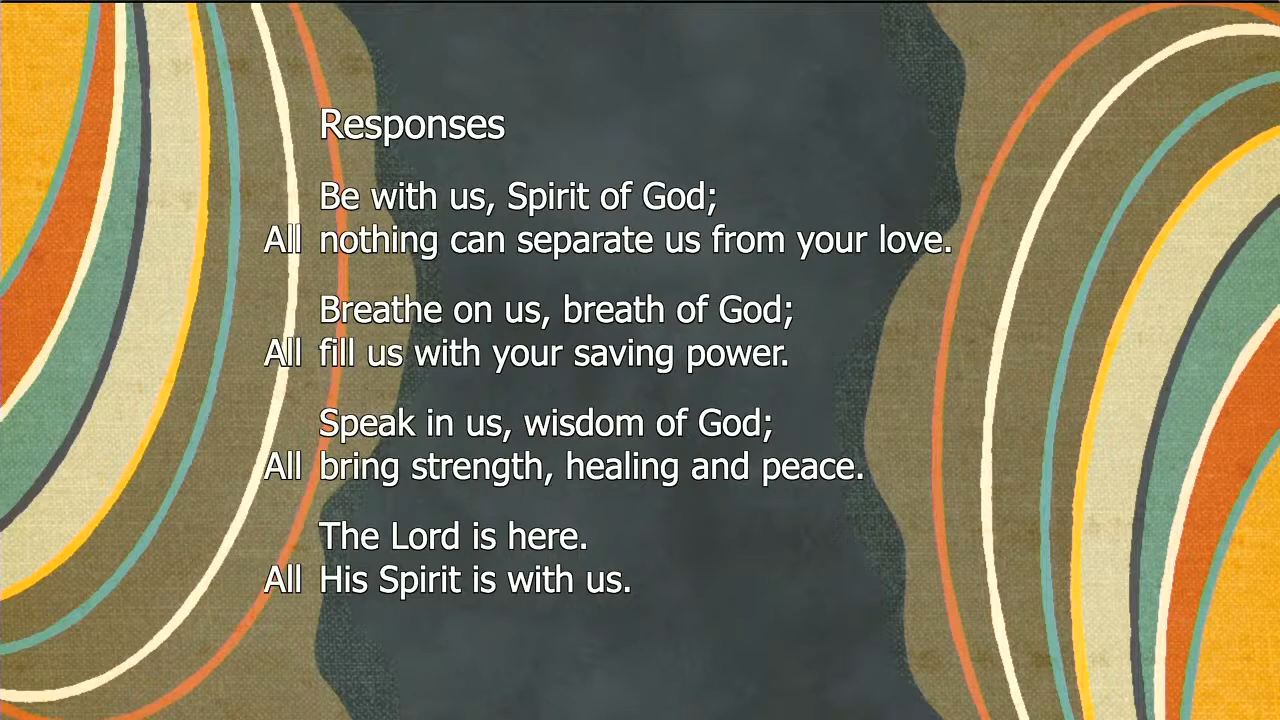 Responses
Be with us, Spirit of God;
All nothing can separate us from your love.
Breathe on us, breath of God;
All fill us with your saving power.
Speak in us, wisdom of God;
All bring strength, healing and peace.
The Lord is here.
All His Spirit is with us.